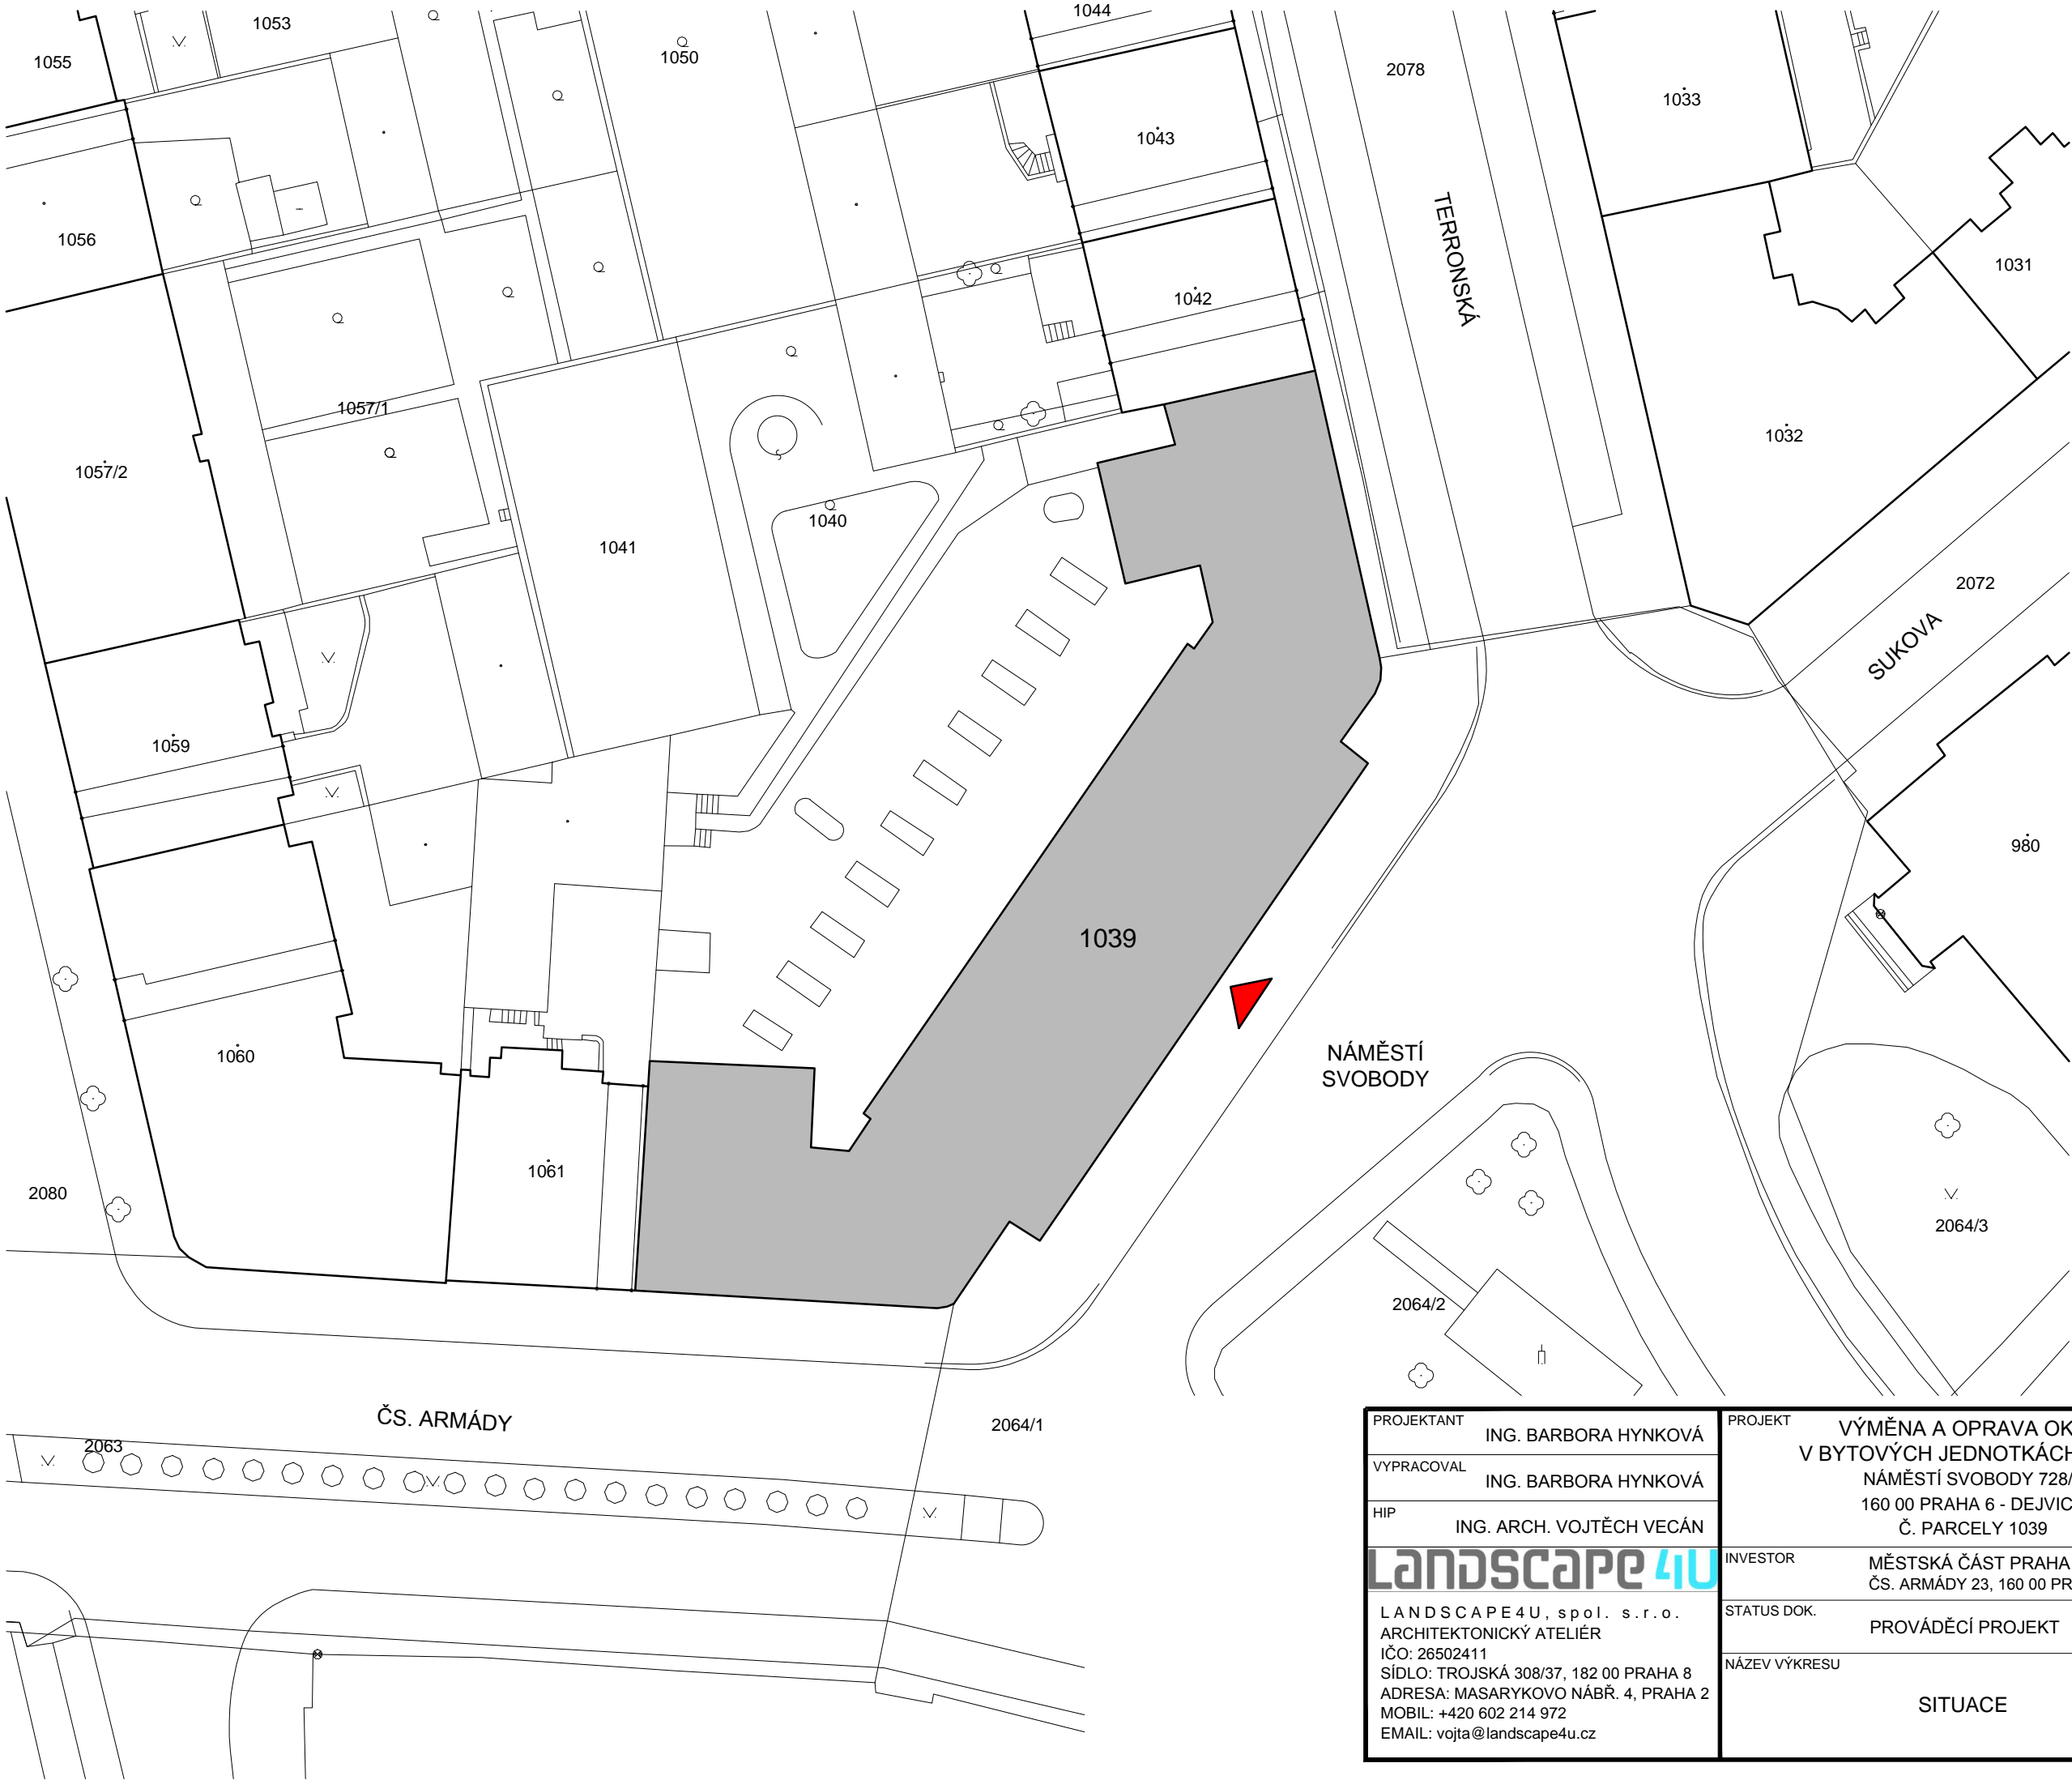 1053
1055
1050
1044
2078
1033
1043
1056
TERRONSKÁ
1031
1042
1057/1
1032
1057/2
1040
1041
2072
SUKOVA
1059
980
1039
1060
NÁMĚSTÍ
SVOBODY
1061
2080
2064/3
2064/2
ČS. ARMÁDY
2064/1
2063
PROJEKTANT
ING. BARBORA HYNKOVÁ
VYPRACOVAL
ING. BARBORA HYNKOVÁ
HIP
ING. ARCH. VOJTĚCH VECÁN
Landscape 4U
LANDSCAPE4U, spol. s.r.o.
ARCHITEKTONICKÝ ATELIÉR
IČO: 26502411
SÍDLO: TROJSKÁ 308/37, 182 00 PRAHA 8
ADRESA: MASARYKOVO NÁBŘ. 4, PRAHA 2
MOBIL: +420 602 214 972
EMAIL: vojta@landscape4u.cz
PROJEKT
VÝMĚNA A OPRAVA OK
V BYTOVÝCH JEDNOTKÁCH
NÁMĚSTÍ SVOBODY 728/
160 00 PRAHA 6 - DEJVIC
Č. PARCELY 1039
INVESTOR
MĚSTSKÁ ČÁST PRAHA
ČS. ARMÁDY 23, 160 00 PR
STATUS DOK.
PROVÁDĚCÍ PROJEKT
NÁZEV VÝKRESU
SITUACE